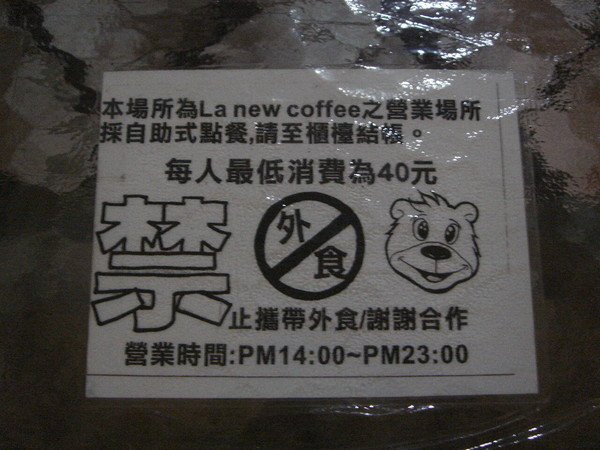 本場所為La new coffee之營業場所
採自助式點餐,請至櫃檯結帳。
每人最低消費為40元
外食
禁止攜帶外食/謝謝合作
營業時間:PM14:00~PM23:00